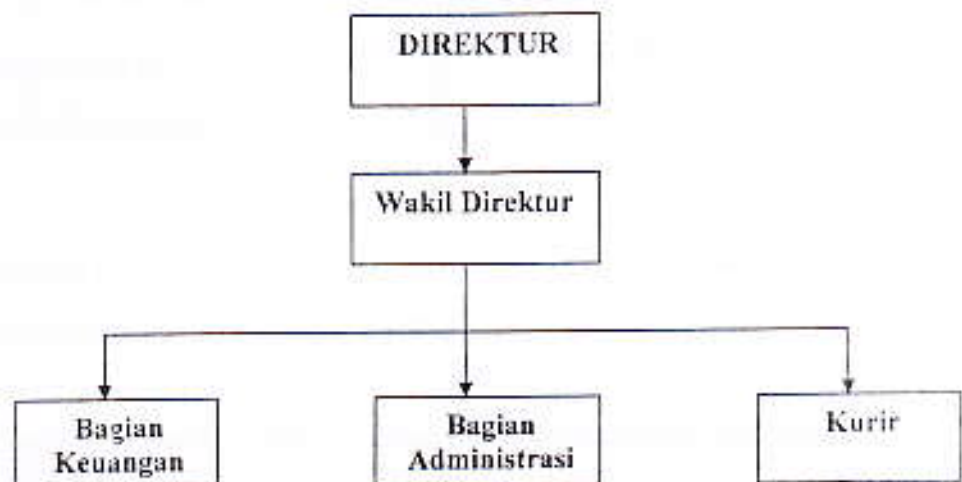 DIREKTUR
Wakil Direktur
Bagian
Keuangan
Bagian
Administrasi
Kurir